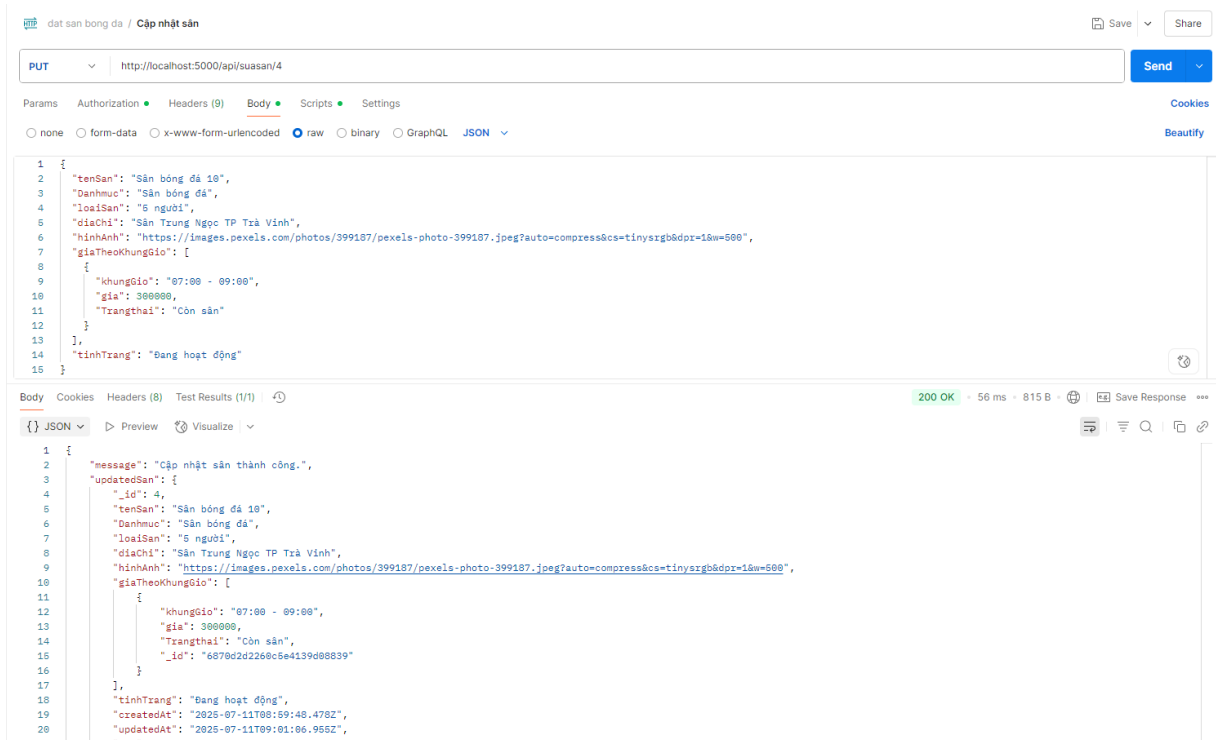 HTTP dat san bong da / Cập nhật sân Save Share
PUT http://localhost:5000/api/suasan/4 Send
Params Authorization Headers (9) Body Scripts Settings Cookies
none form-data x-www-form-urlencoded raw binary GraphQL JSON Beautify
1 {
2 "tenSan": "Sân bóng đá 10",
3 "Danhmuc": "Sân bóng đá",
4 "loaiSan": "5 người",
5 "diaChi": "Sân Trung Ngọc TP Trà Vinh",
6 "hinhAnh": "https://images.pexels.com/photos/399187/pexels-photo-399187.jpeg?auto=compress&cs=tinysrgb&dpr=1&w=500",
7 "giaTheoKhungGio": [
8 {
9 "khungGio": "07:00 - 09:00",
10 "gia": 300000,
11 "Trangthai": "Còn sân"
12 }
13 ],
14 "tinhTrang": "Đang hoạt động"
15 }
Body Cookies Headers (8) Test Results (1/1) 200 OK 56 ms 815 B Save Response
{} JSON Preview Visualize
1 {
2 "message": "Cập nhật sân thành công.",
3 "updatedSan": {
4 "_id": 4,
5 "tenSan": "Sân bóng đá 10",
6 "Danhmuc": "Sân bóng đá",
7 "loaiSan": "5 người",
8 "diaChi": "Sân Trung Ngọc TP Trà Vinh",
9 "hinhAnh": "https://images.pexels.com/photos/399187/pexels-photo-399187.jpeg?auto=compress&cs=tinysrgb&dpr=1&w=500",
10 "giaTheoKhungGio": [
11 {
12 "khungGio": "07:00 - 09:00",
13 "gia": 300000,
14 "Trangthai": "Còn sân",
15 "_id": "6870d2d2260c5e4139d08839"
16 }
17 ],
18 "tinhTrang": "Đang hoạt động",
19 "createdAt": "2025-07-11T08:59:48.478Z",
20 "updatedAt": "2025-07-11T09:01:06.955Z",